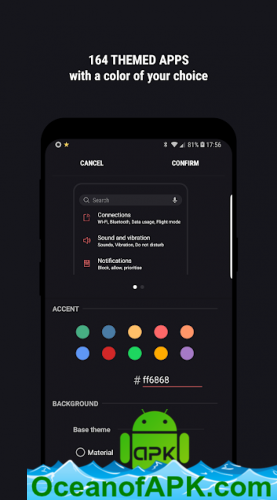 164 THEMED APPS
with a color of your choice
81% 17:56
CANCEL CONFIRM
Search
Connections
Wi-Fi, Bluetooth, Data usage, Flight mode
Sound and vibration
Sounds, Vibration, Do not disturb
Notifications
Block, allow, prioritise
ACCENT
# ff6868
BACKGROUND
Base theme
Material
apk
OceanofAPK.com